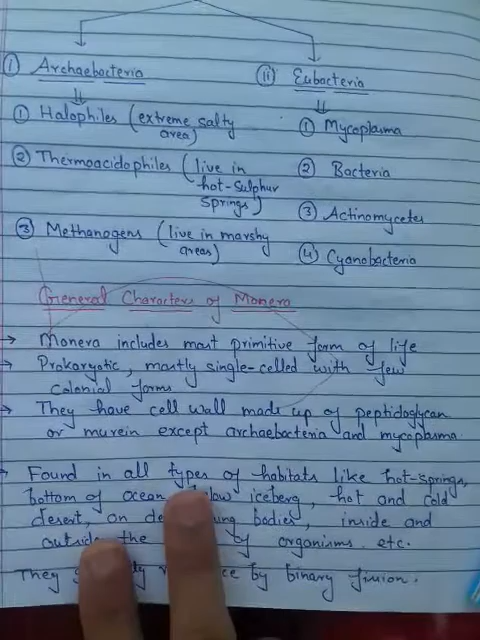 ① Archaebacteria
(ii) Eubacteria
① Halophiles (extreme salty
area)
② Thermoacidophiles (live in
hot-sulphur
springs)
③ Methanogens (live in marshy
areas)
① Mycoplasma
② Bacteria
③ Actinomycetes
④ Cyanobacteria
General Characters of Monera
→ Monera includes most primitive form of life
→ Prokaryotic, mostly single-celled with few
colonial forms
→ They have cell wall made up of peptidoglycan
or murein except archaebacteria and mycoplasma.
→ Found in all types of habitats like hot-springs,
bottom of ocean iceberg, hot and cold
desert, on bodies, inside and
outside the organisms. etc.
They by binary fission.